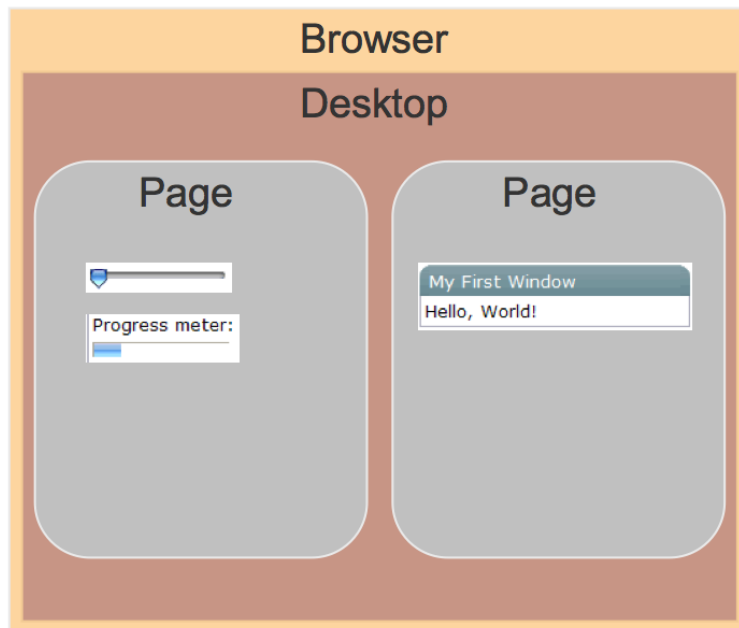 Browser
Desktop
Page
Progress meter:
Page
My First Window
Hello, World!